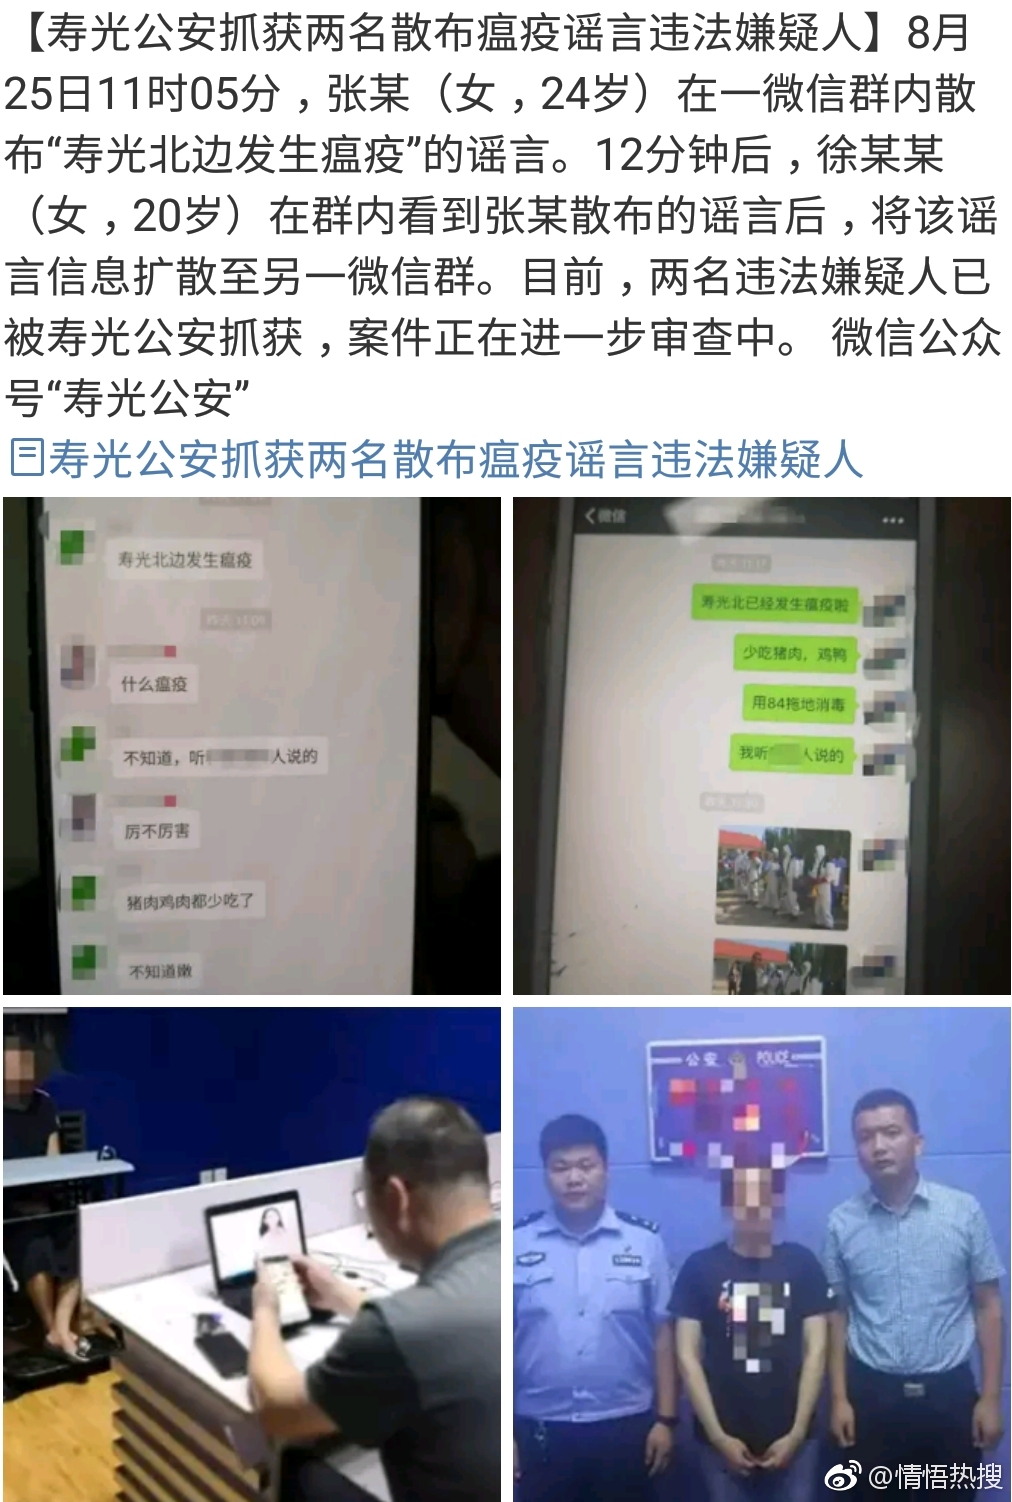 【寿光公安抓获两名散布瘟疫谣言违法嫌疑人】8月
25日11时05分，张某（女，24岁）在一微信群内散
布“寿光北边发生瘟疫”的谣言。12分钟后，徐某某
（女，20岁）在群内看到张某散布的谣言后，将该谣
言信息扩散至另一微信群。目前，两名违法嫌疑人已
被寿光公安抓获，案件正在进一步审查中。 微信公众
号“寿光公安”
寿光公安抓获两名散布瘟疫谣言违法嫌疑人
寿光北边发生瘟疫
什么瘟疫
不知道，听
人说的
厉不厉害
猪肉鸡肉都少吃了
不知道嫩
微信
寿光北已经发生瘟疫啦
少吃猪肉，鸡鸭
用84拖地消毒
我听
人说的
公安 POLICE
@情悟热搜